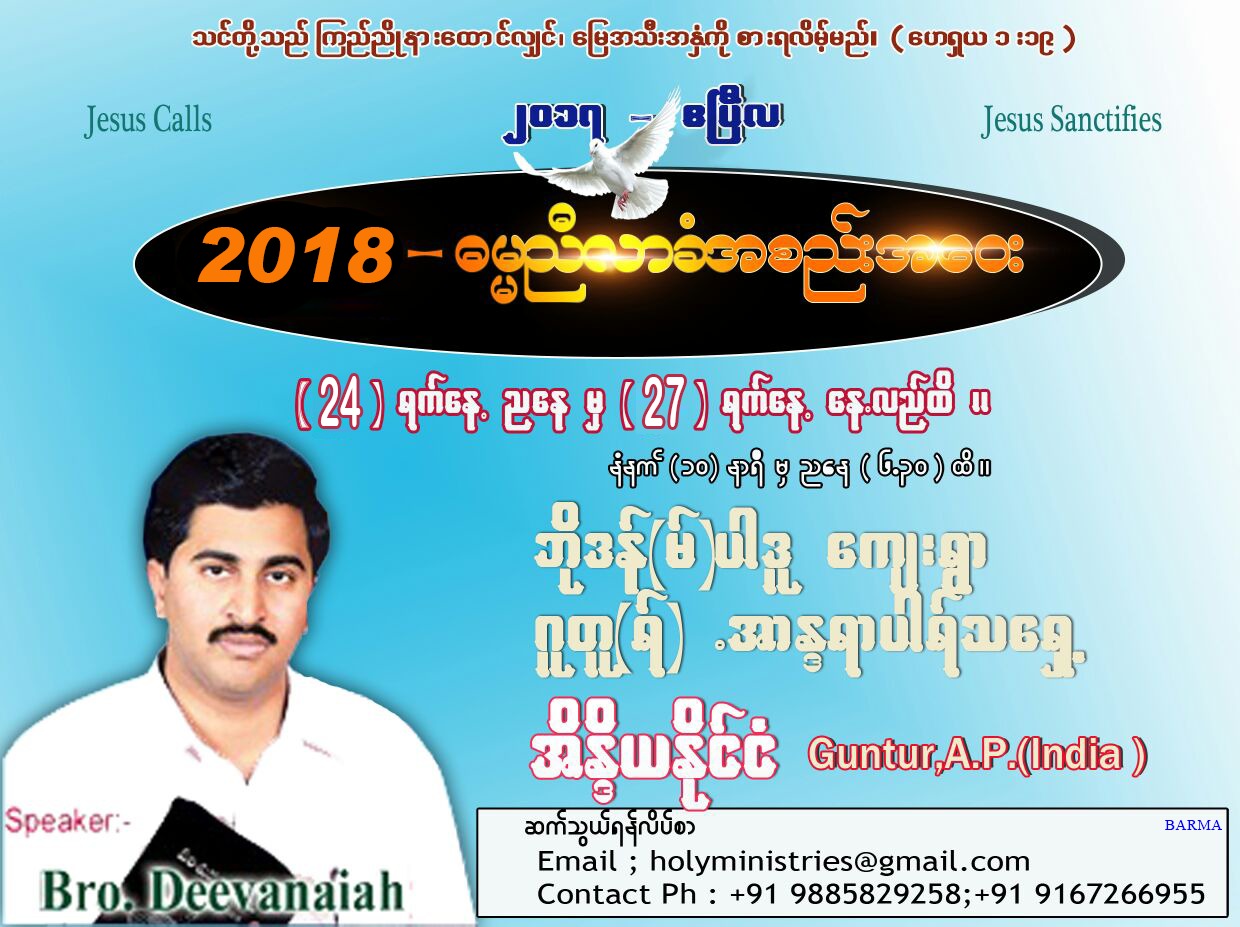 သင်တို့သည် ကြည်ညိုနားထောင်လျှင်၊ မြေအသီးအနှံကို စားရလိမ့်မည်။ ( ဟေရှာယ ၁ း၁၉ )
Jesus Calls
၂၀၁၇ - ဧပြီလ
Jesus Sanctifies
2018 – ဓမ္မညီလာခံအစည်းအဝေး
( 24 ) ရက်နေ့ ညနေ မှ ( 27 ) ရက်နေ့ နေ့လည်ထိ ။
နံနက် (၁၀) နာရီ မှ ညနေ ( ၆.၃၀ ) ထိ ။
ဘိုဒန်(မ်)ပါဒူ ကျေးရွာ
ဂူတူ(ရ်) .အာန္ဒရာပါရ်သရှေ့
အိန္ဒိယနိုင်ငံ Guntur,A.P.(India )
Speaker:-
Bro. Deevanaiah
ဆက်သွယ်ရန်လိပ်စာ
BARMA
Email ; holyministries@gmail.com
Contact Ph : +91 9885829258;+91 9167266955